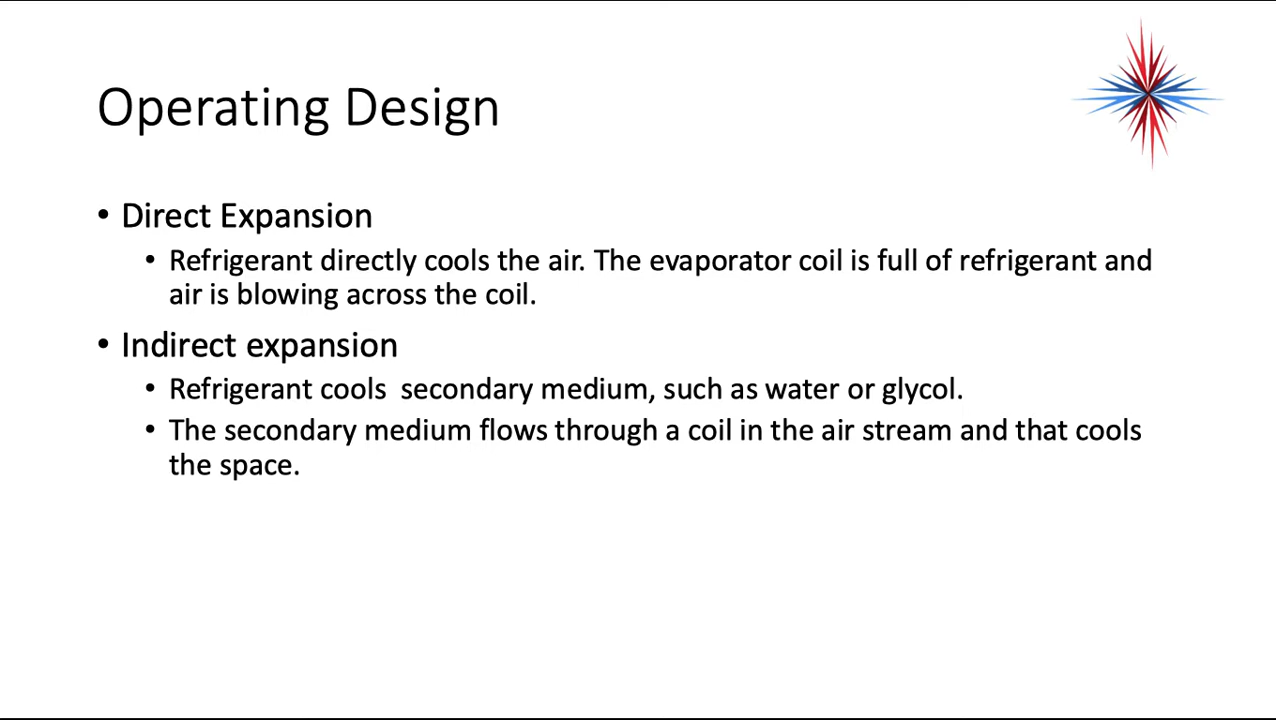 Operating Design
• Direct Expansion
• Refrigerant directly cools the air. The evaporator coil is full of refrigerant and
air is blowing across the coil.
• Indirect expansion
• Refrigerant cools  secondary medium, such as water or glycol.
• The secondary medium flows through a coil in the air stream and that cools
the space.